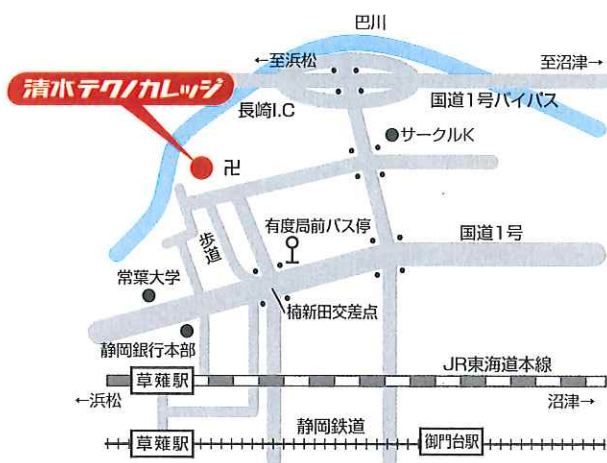 巴川
←至浜松
至沼津→
清水テクノカレッジ
長崎I.C
国道1号バイパス
サークルK
卍
歩道
有度局前バス停
国道1号
常葉大学
楠新田交差点
静岡銀行本部
JR東海道本線
草薙駅
←浜松
沼津→
静岡鉄道
草薙駅
御門台駅